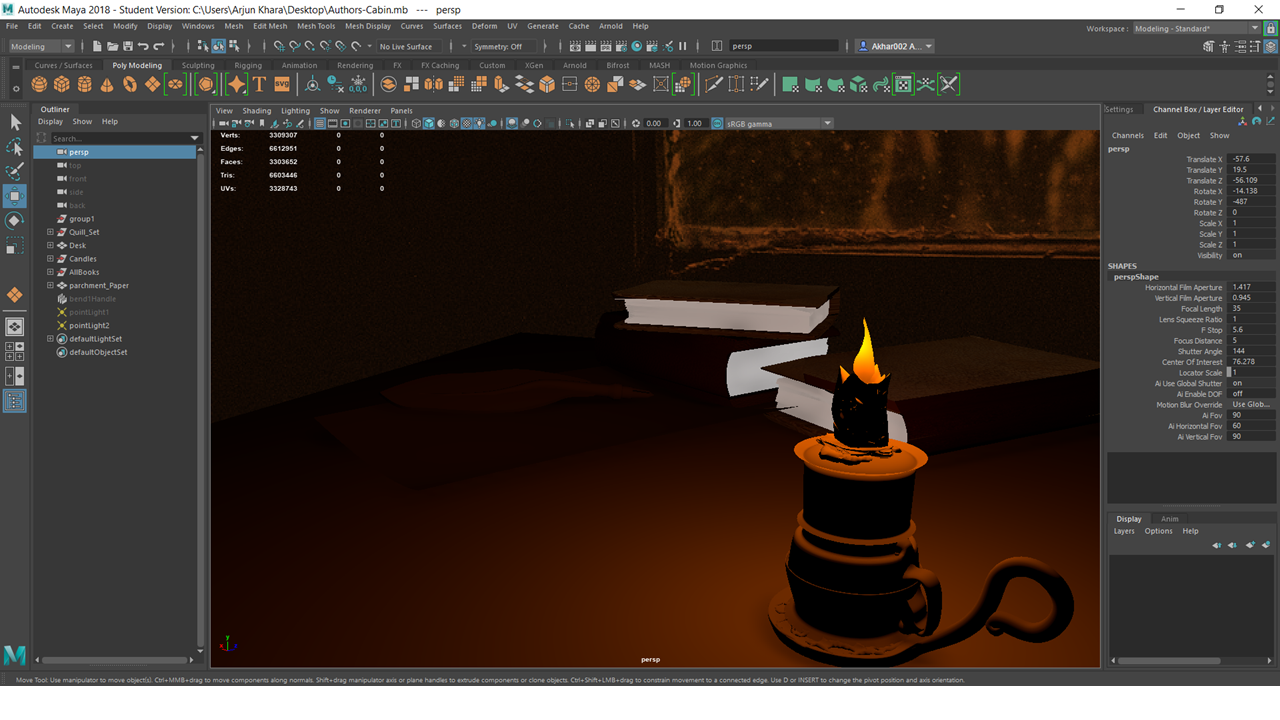 Autodesk Maya 2018 - Student Version: C:\Users\Arjun Khara\Desktop\Authors-Cabin.mb --- persp
File Edit Create Select Modify Display Windows Mesh Edit Mesh Mesh Tools Mesh Display Curves Surfaces Deform UV Generate Cache Arnold Help
Workspace : Modeling - Standard*
Modeling No Live Surface Symmetry: Off persp Akhar002 A...
Curves / Surfaces Poly Modeling Sculpting Rigging Animation Rendering FX FX Caching Custom XGen Arnold Bifrost MASH Motion Graphics
SVG
0,0,0
Outliner
Display Show Help
Search...
persp
top
front
side
back
group1
Quill_Set
Desk
Candles
AllBooks
parchment_Paper
bend1Handle
pointLight1
pointLight2
defaultLightSet
defaultObjectSet
View Shading Lighting Show Renderer Panels
0.00 1.00 sRGB gamma
Verts: 3309307 0 0
Edges: 6612951 0 0
Faces: 3303652 0 0
Tris: 6603446 0 0
UVs: 3328743 0 0
y
persp
Settings Channel Box / Layer Editor
Channels Edit Object Show
persp
Translate X -57.6
Translate Y 19.5
Translate Z -56.109
Rotate X -14.138
Rotate Y -487
Rotate Z 0
Scale X 1
Scale Y 1
Scale Z 1
Visibility on
SHAPES
perspShape
Horizontal Film Aperture 1.417
Vertical Film Aperture 0.945
Focal Length 35
Lens Squeeze Ratio 1
F Stop 5.6
Focus Distance 5
Shutter Angle 144
Center Of Interest 76.278
Locator Scale 1
Ai Use Global Shutter on
Ai Enable DOF off
Motion Blur Override Use Glob...
Ai Fov 90
Ai Horizontal Fov 60
Ai Vertical Fov 90
Display Anim
Layers Options Help
Move Tool: Use manipulator to move object(s). Ctrl+MMB+drag to move components along normals. Shift+drag manipulator axis or plane handles to extrude components or clone objects. Ctrl+Shift+LMB+drag to constrain movement to a connected edge. Use D or INSERT to change the pivot position and axis orientation.